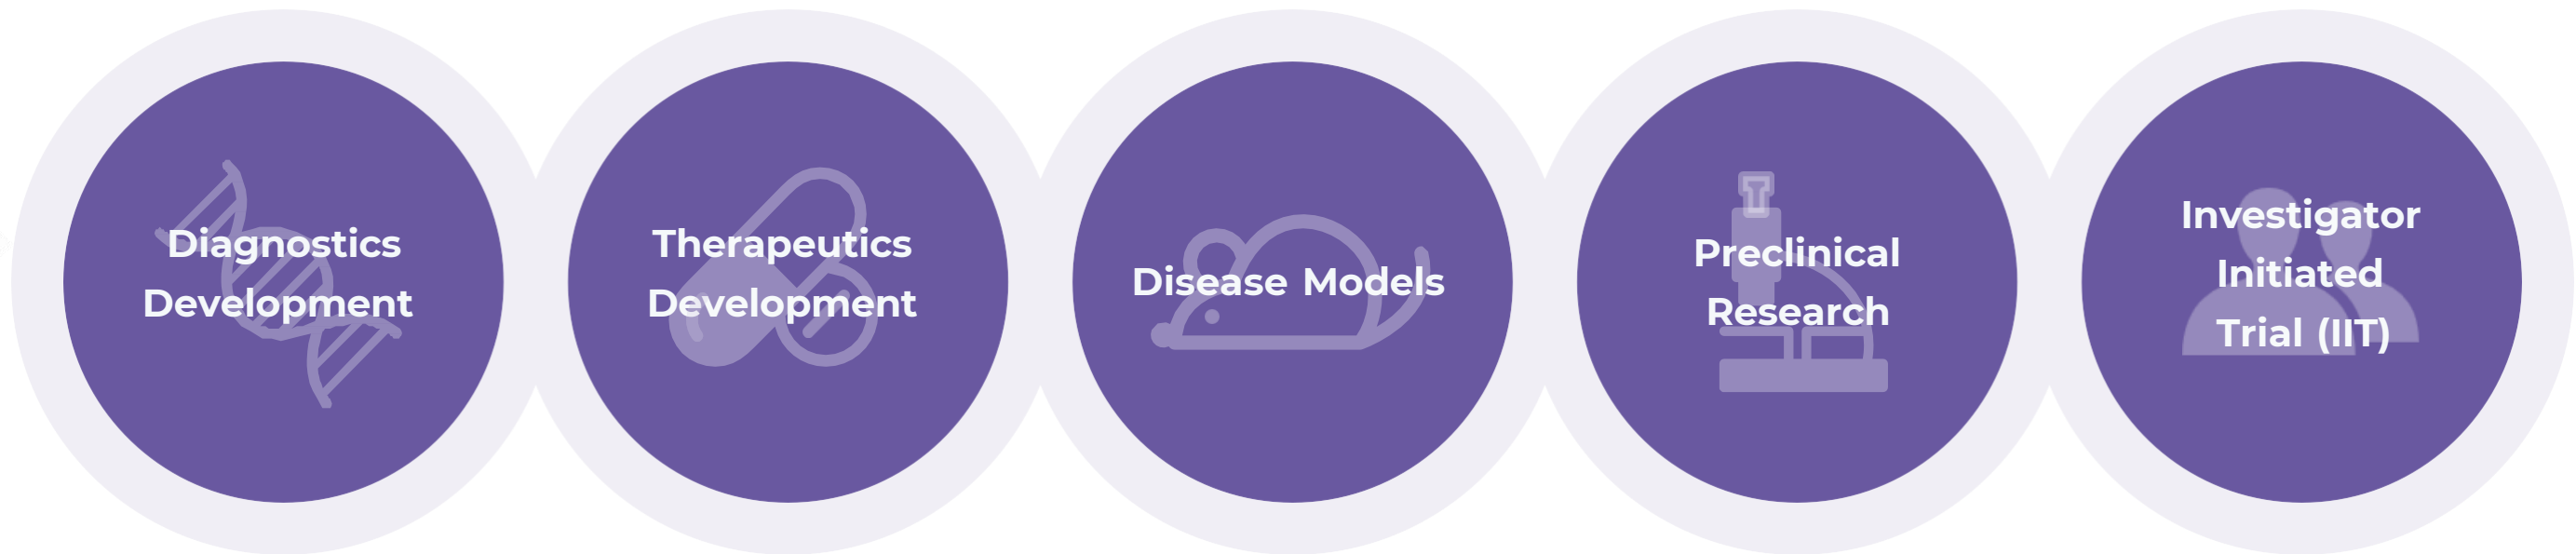 Diagnostics
Development
Therapeutics
Development
Disease Models
Preclinical
Research
Investigator
Initiated
Trial (IIT)